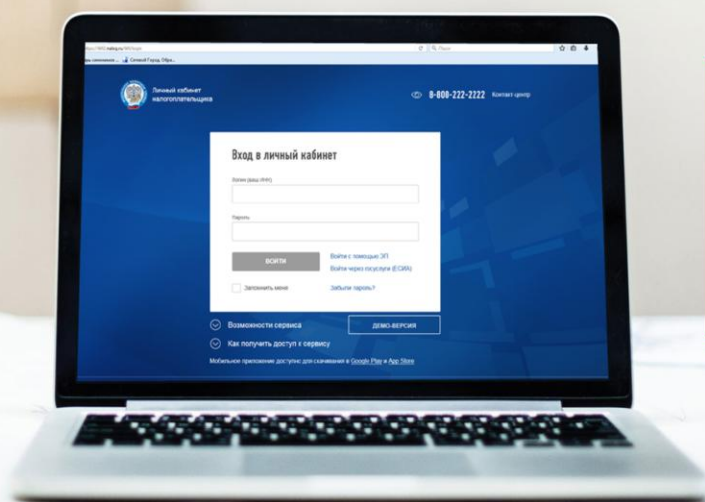 Личный кабинет
налогоплательщика
8-800-222-2222 Контакт-центр
Вход в личный кабинет
Логин (ваш ИНН)
Пароль
ВОЙТИ
Войти с помощью ЭП
Войти через госуслуги (ЕСИА)
Запомнить меня
Забыли пароль?
Возможности сервиса
ДЕМО-ВЕРСИЯ
Как получить доступ к сервису
Мобильное приложение доступно для скачивания в Google Play и App Store